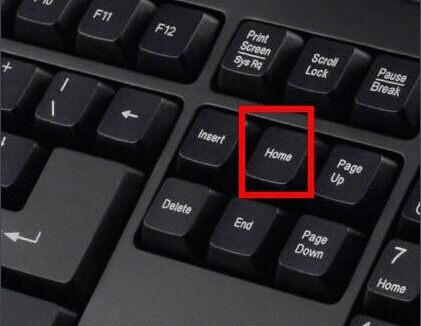 F10
F11
F12
Print
Screen
Sys Rq
Scroll
Lock
Pause
Break
+
|
\
←
Insert
Home
Page
Up
Delete
End
Page
Down
7
Home